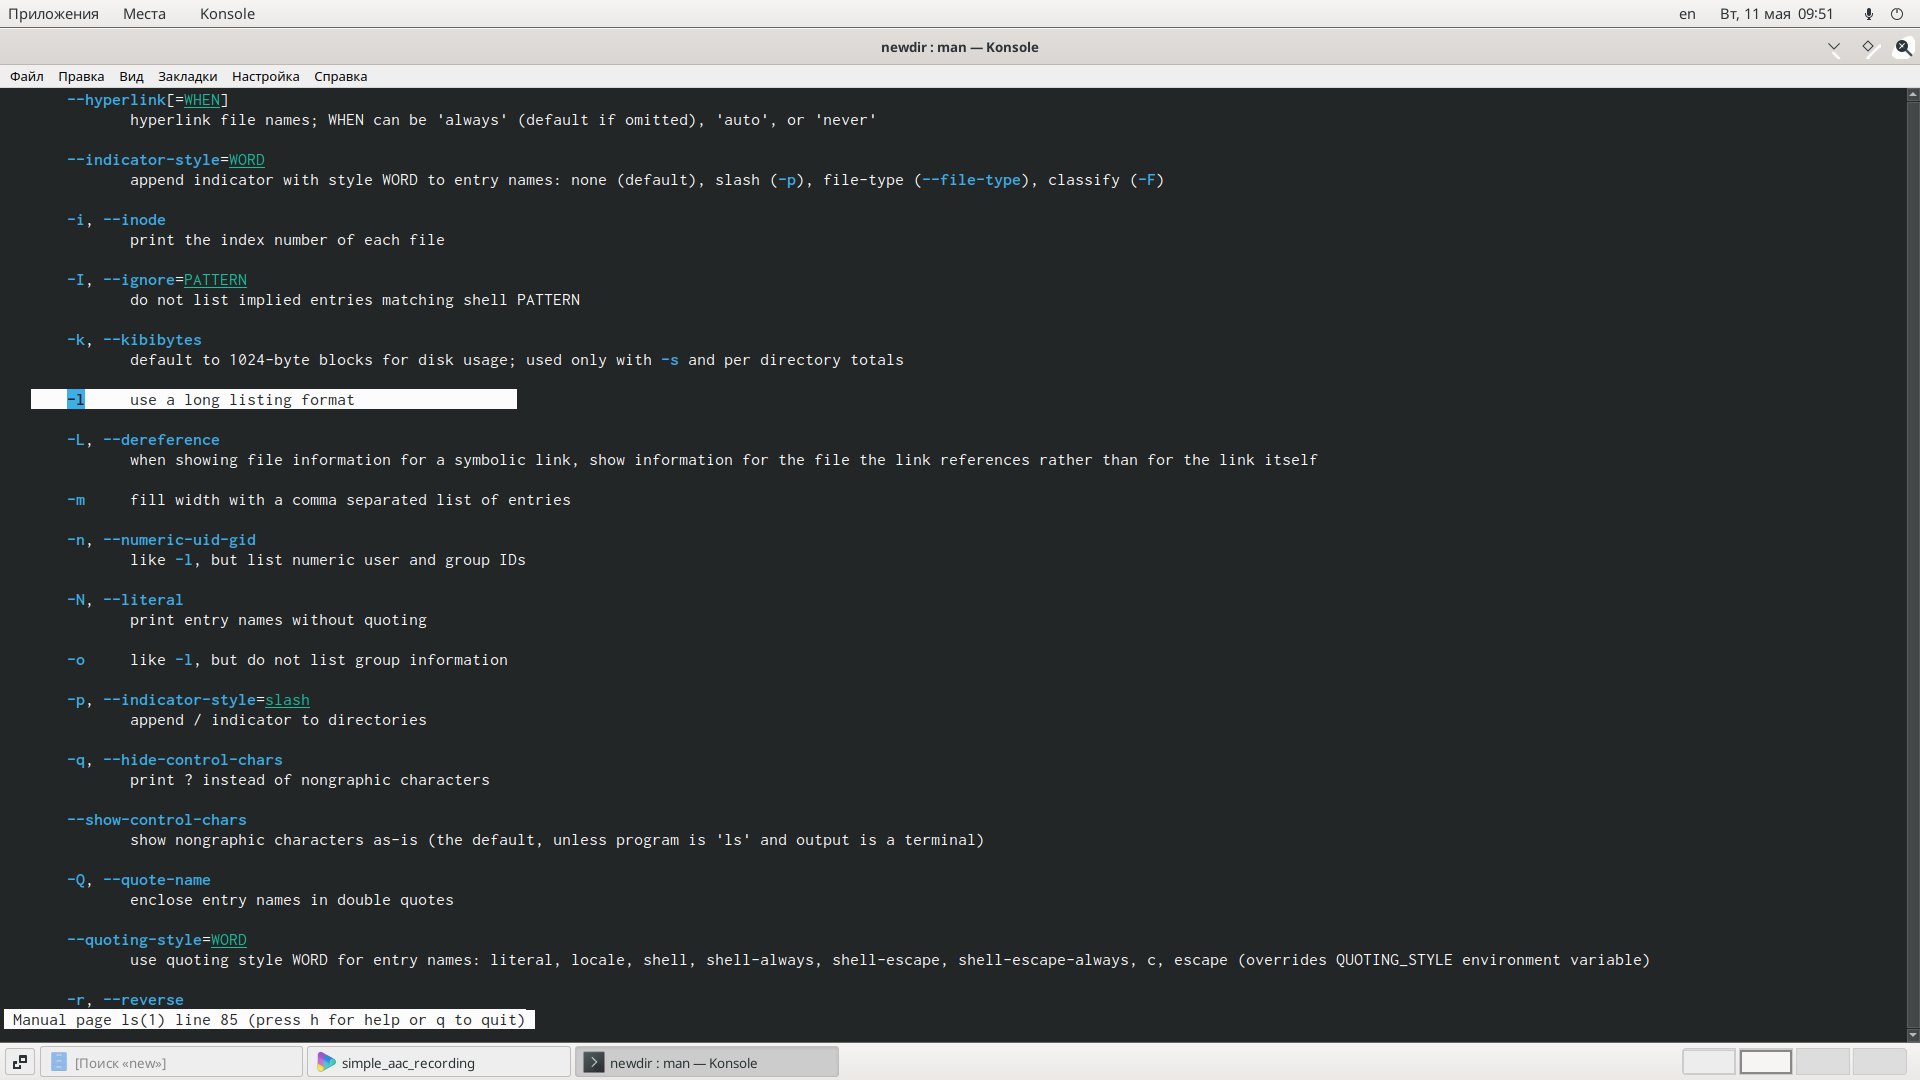 Приложения Места Konsole en Вт, 11 мая 09:51
newdir : man — Konsole
Файл Правка Вид Закладки Настройка Справка
--hyperlink[=WHEN]
hyperlink file names; WHEN can be 'always' (default if omitted), 'auto', or 'never'
--indicator-style=WORD
append indicator with style WORD to entry names: none (default), slash (-p), file-type (--file-type), classify (-F)
-i, --inode
print the index number of each file
-I, --ignore=PATTERN
do not list implied entries matching shell PATTERN
-k, --kibibytes
default to 1024-byte blocks for disk usage; used only with -s and per directory totals
-l use a long listing format
-L, --dereference
when showing file information for a symbolic link, show information for the file the link references rather than for the link itself
-m fill width with a comma separated list of entries
-n, --numeric-uid-gid
like -l, but list numeric user and group IDs
-N, --literal
print entry names without quoting
-o like -l, but do not list group information
-p, --indicator-style=slash
append / indicator to directories
-q, --hide-control-chars
print ? instead of nongraphic characters
--show-control-chars
show nongraphic characters as-is (the default, unless program is 'ls' and output is a terminal)
-Q, --quote-name
enclose entry names in double quotes
--quoting-style=WORD
use quoting style WORD for entry names: literal, locale, shell, shell-always, shell-escape, shell-escape-always, c, escape (overrides QUOTING_STYLE environment variable)
-r, --reverse
Manual page ls(1) line 85 (press h for help or q to quit)
[Поиск «new»] simple_aac_recording newdir : man — Konsole